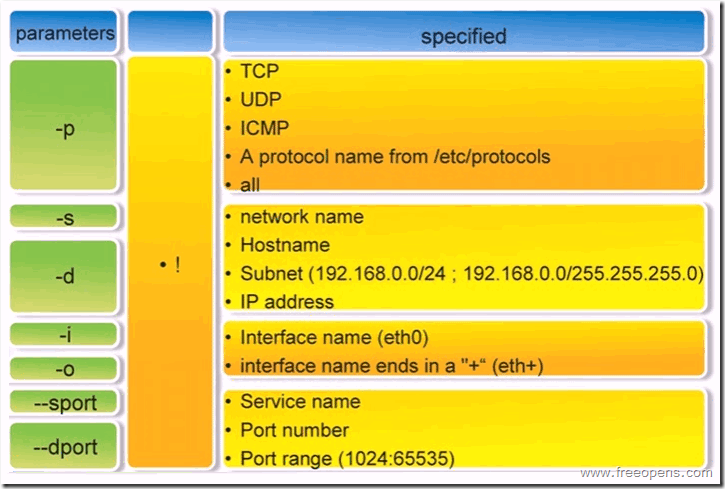 parameters
specified
-p
• TCP
• UDP
• ICMP
• A protocol name from /etc/protocols
• all
• !
-s
-d
• network name
• Hostname
• Subnet (192.168.0.0/24 ; 192.168.0.0/255.255.255.0)
• IP address
-i
-o
• Interface name (eth0)
• interface name ends in a "+“ (eth+)
--sport
--dport
• Service name
• Port number
• Port range (1024:65535)
www.freeopens.com